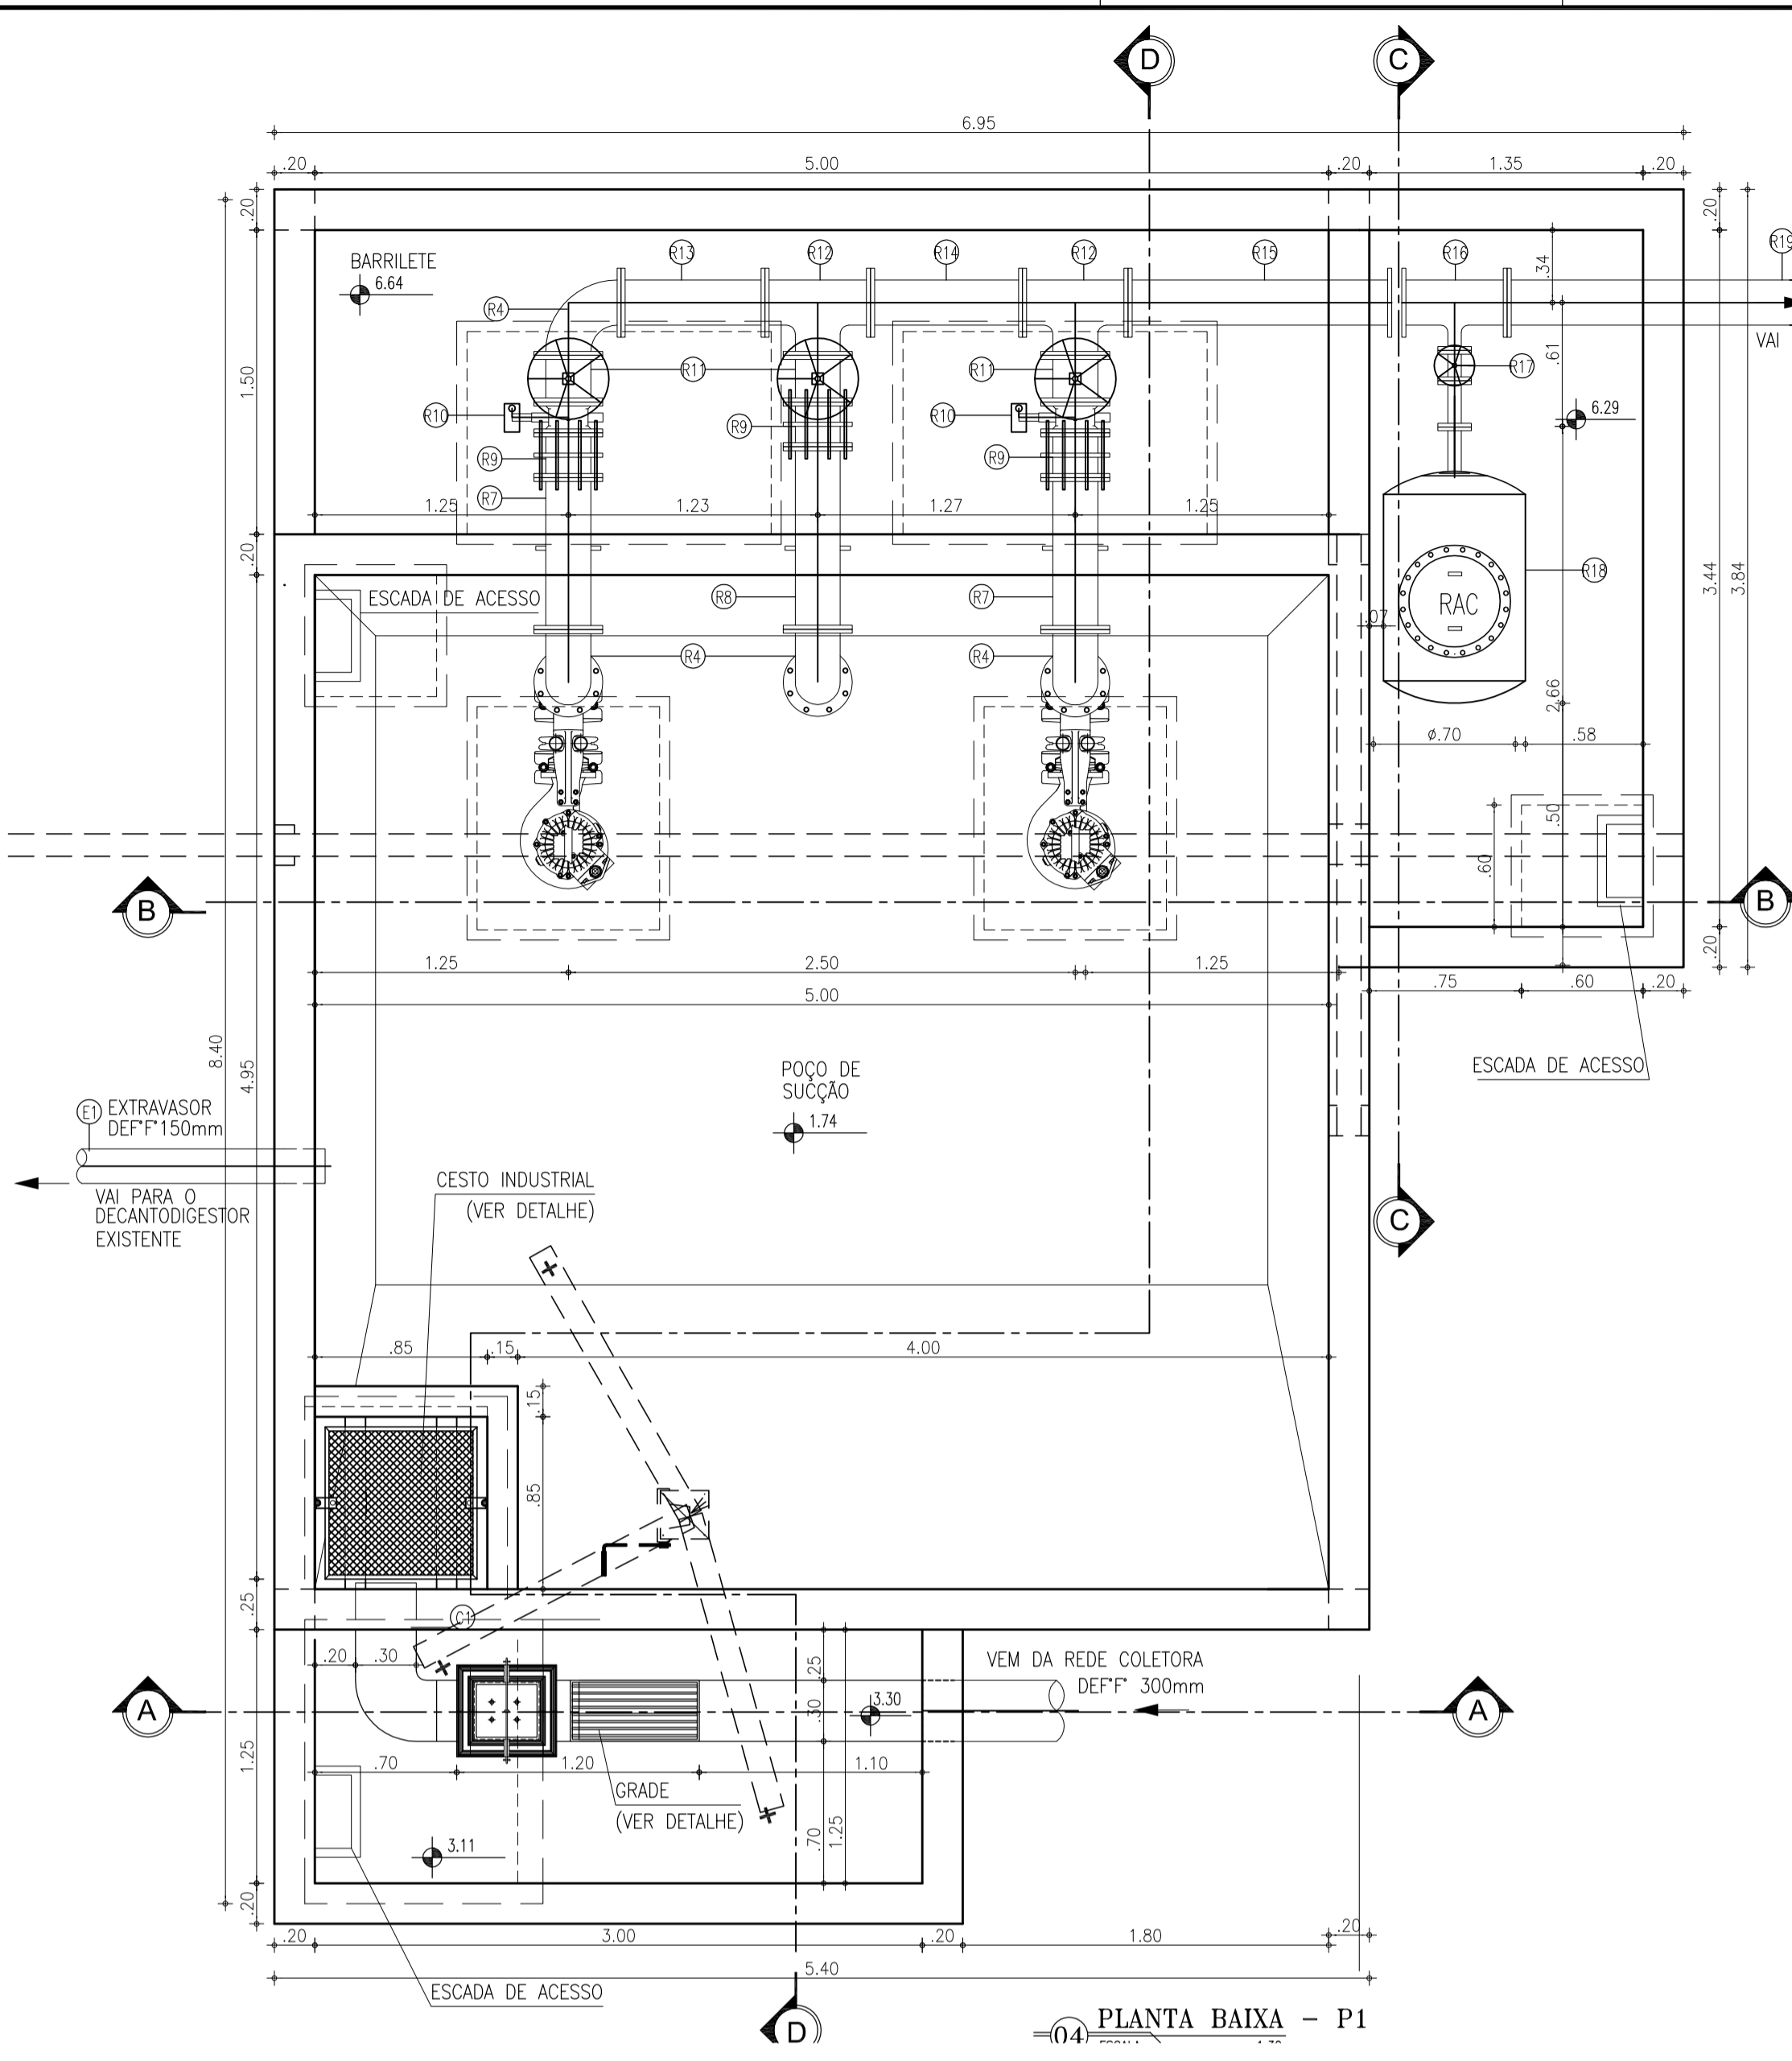 D
C
6.95
.20
5.00
.20
1.35
.20
.20
.20
R13
R12
R14
R12
R15
R16
R19
BARRILETE
6.64
.34
R4
VAI
.61
R11
R11
R17
1.50
R10
R10
6.29
R9
R9
R9
R7
1.25
1.23
1.27
1.25
.20
R18
ESCADA DE ACESSO
R8
R7
RAC
3.44
3.84
.07
R4
R4
2.66
ø.70
.58
.50
.60
B
B
.20
1.25
2.50
1.25
5.00
.75
.60
.20
8.40
4.95
ESCADA DE ACESSO
POÇO DE
SUCÇÃO
1.74
E1
EXTRAVASOR
DEF°F°150mm
CESTO INDUSTRIAL
(VER DETALHE)
VAI PARA O
DECANTODIGESTOR
EXISTENTE
C
.85
.15
4.00
.15
.85
.25
C1
.20
.30
.25
VEM DA REDE COLETORA
DEF°F° 300mm
3.30
.30
A
A
1.25
.70
1.20
1.10
GRADE
(VER DETALHE)
.70
1.25
3.11
.20
.20
3.00
.20
1.80
.20
5.40
ESCADA DE ACESSO
D
04
PLANTA BAIXA - P1